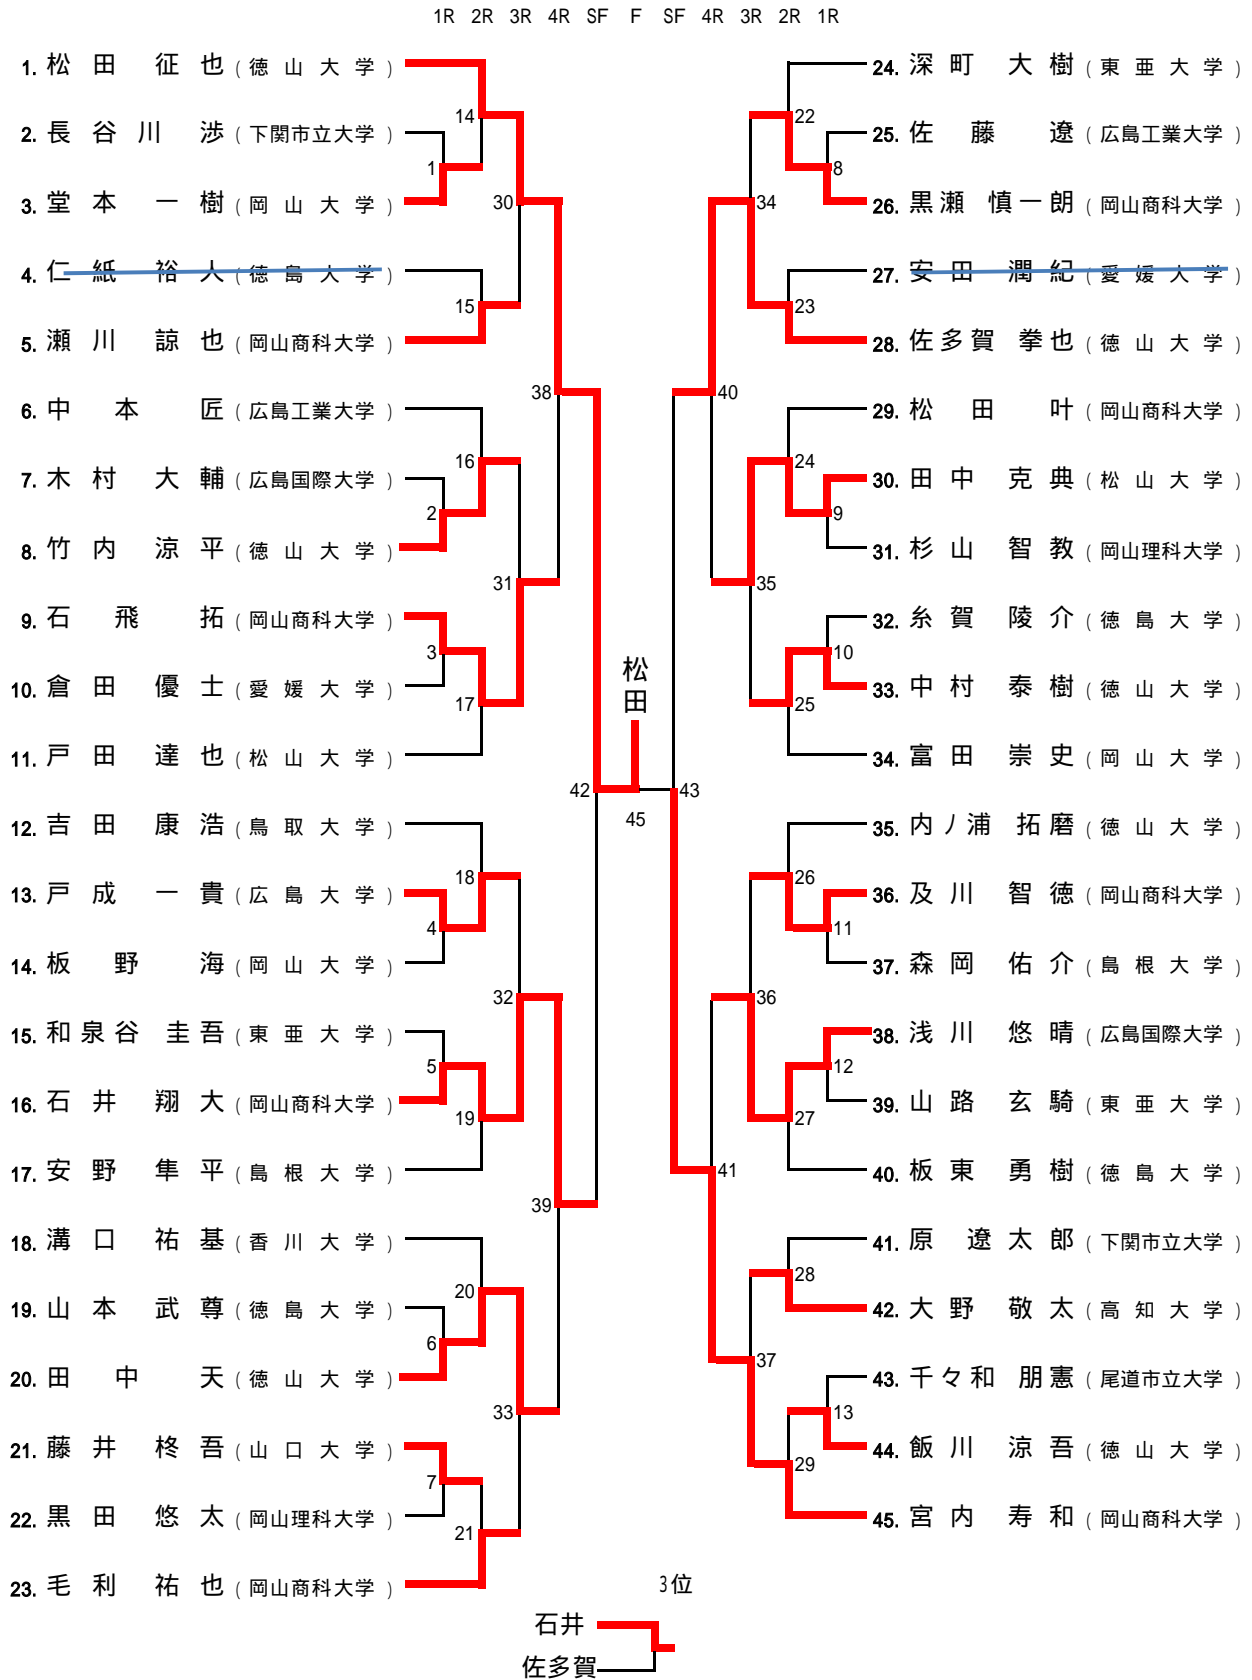 1R 2R 3R 4R SF F SF 4R 3R 2R 1R
1. 松田 征也 (徳山大学)
2. 長谷川 渉 (下関市立大学)
3. 堂本 一樹 (岡山大学)
4. 仁紙 裕人 (徳島大学)
5. 瀬川 諒也 (岡山商科大学)
6. 中本 匠 (広島工業大学)
7. 木村 大輔 (広島国際大学)
8. 竹内 涼平 (徳山大学)
9. 石飛 拓 (岡山商科大学)
10. 倉田 優士 (愛媛大学)
11. 戸田 達也 (松山大学)
12. 吉田 康浩 (鳥取大学)
13. 戸成 一貴 (広島大学)
14. 板野 海 (岡山大学)
15. 和泉谷 圭吾 (東亜大学)
16. 石井 翔大 (岡山商科大学)
17. 安野 隼平 (島根大学)
18. 溝口 祐基 (香川大学)
19. 山本 武尊 (徳島大学)
20. 田中 天 (徳山大学)
21. 藤井 柊吾 (山口大学)
22. 黒田 悠太 (岡山理科大学)
23. 毛利 祐也 (岡山商科大学)
14
1
30
15
38
16
2
31
3
17
42
18
4
32
5
19
39
20
6
33
7
21
松田
45
43
22
8
34
23
40
24
9
35
10
25
26
11
36
12
27
41
28
37
13
29
24. 深町 大樹 (東亜大学)
25. 佐藤 遼 (広島工業大学)
26. 黒瀬 慎一朗 (岡山商科大学)
27. 安田 潤紀 (愛媛大学)
28. 佐多賀 拳也 (徳山大学)
29. 松田 叶 (岡山商科大学)
30. 田中 克典 (松山大学)
31. 杉山 智教 (岡山理科大学)
32. 糸賀 陵介 (徳島大学)
33. 中村 泰樹 (徳山大学)
34. 富田 崇史 (岡山大学)
35. 内ノ浦 拓磨 (徳山大学)
36. 及川 智徳 (岡山商科大学)
37. 森岡 佑介 (島根大学)
38. 浅川 悠晴 (広島国際大学)
39. 山路 玄騎 (東亜大学)
40. 板東 勇樹 (徳島大学)
41. 原 遼太郎 (下関市立大学)
42. 大野 敬太 (高知大学)
43. 千々和 朋憲 (尾道市立大学)
44. 飯川 涼吾 (徳山大学)
45. 宮内 寿和 (岡山商科大学)
3位
石井
佐多賀